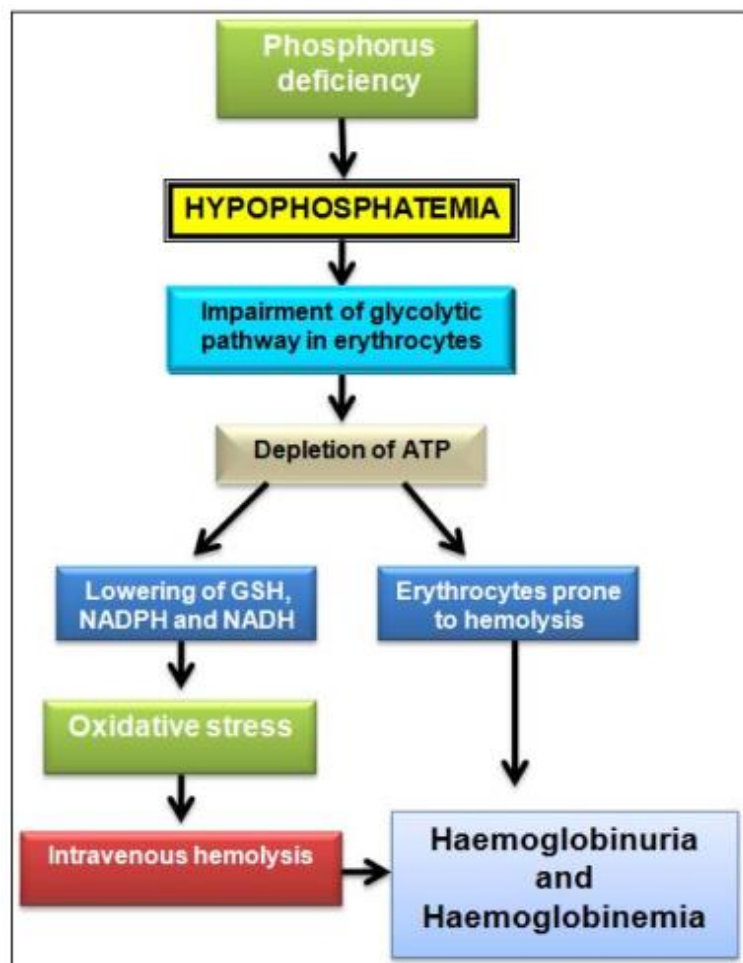 Phosphorus
deficiency
HYPOPHOSPHATEMIA
Impairment of glycolytic
pathway in erythrocytes
Depletion of ATP
Lowering of GSH,
NADPH and NADH
Erythrocytes prone
to hemolysis
Oxidative stress
Intravenous hemolysis
Haemoglobinuria
and
Haemoglobinemia